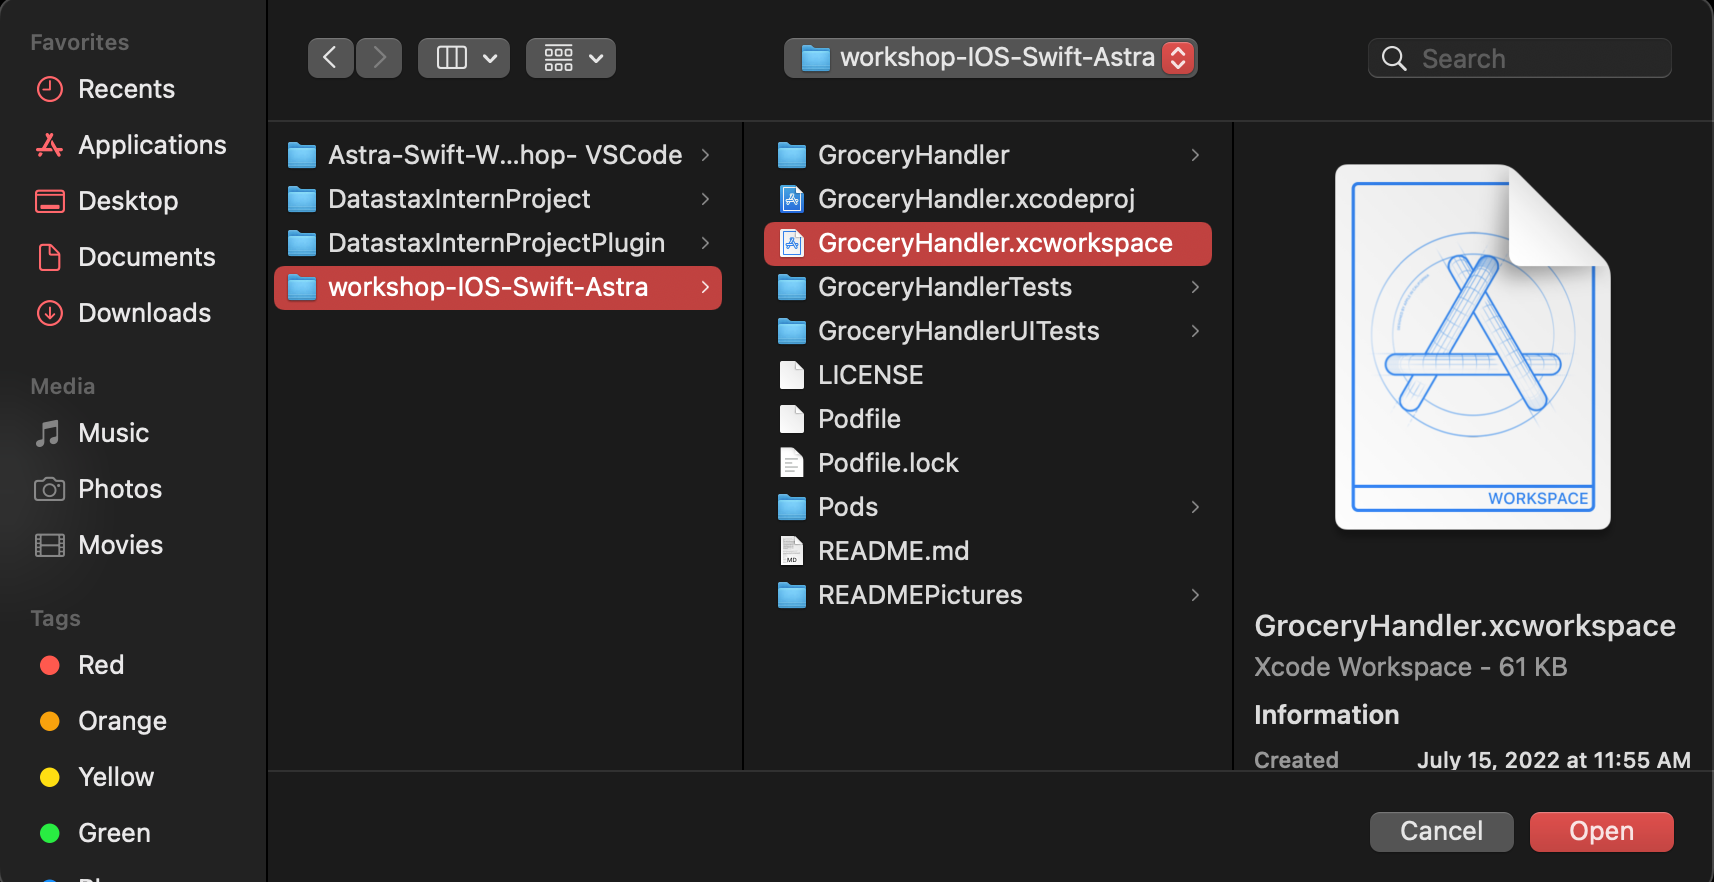 Favorites
Recents
Applications
Desktop
Documents
Downloads
Media
Music
Photos
Movies
Tags
Red
Orange
Yellow
Green
workshop-IOS-Swift-Astra
Search
Astra-Swift-W...hop- VSCode
DatastaxInternProject
DatastaxInternProjectPlugin
workshop-IOS-Swift-Astra
GroceryHandler
GroceryHandler.xcodeproj
GroceryHandler.xcworkspace
GroceryHandlerTests
GroceryHandlerUITests
LICENSE
Podfile
Podfile.lock
Pods
README.md
READMEPictures
WORKSPACE
GroceryHandler.xcworkspace
Xcode Workspace - 61 KB
Information
Created July 15, 2022 at 11:55 AM
Cancel
Open